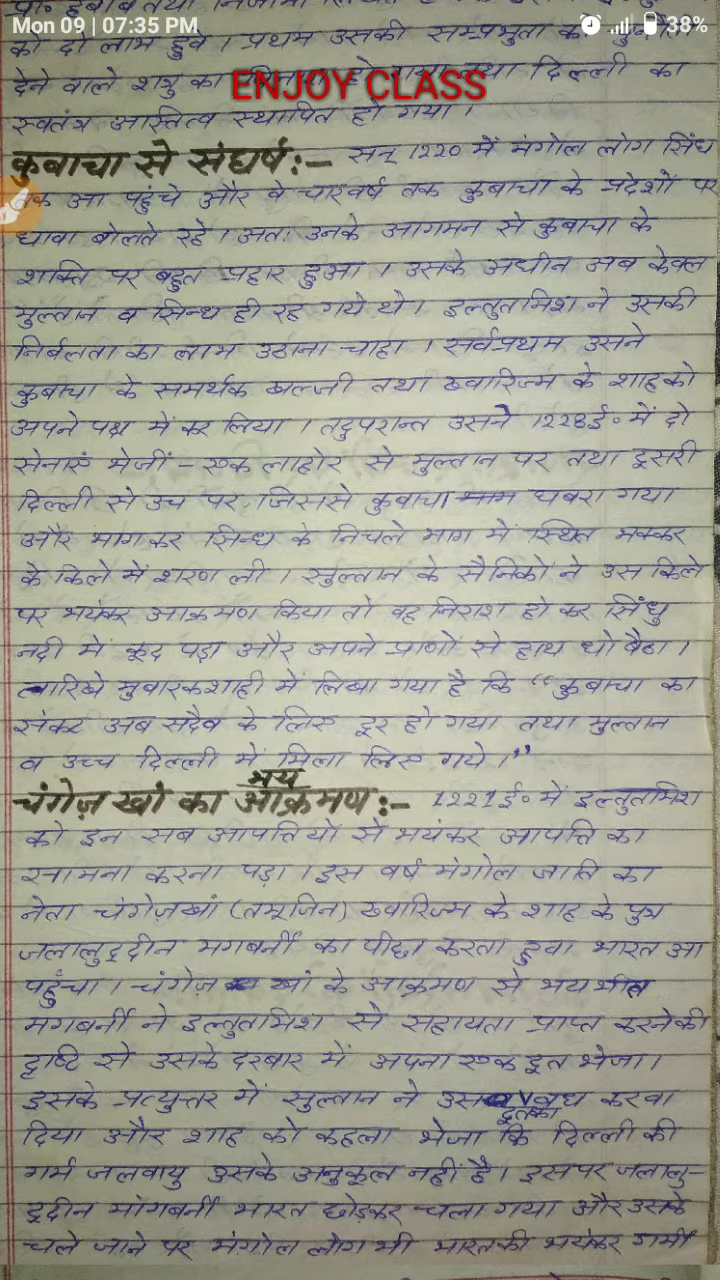 Mon 09 | 07:35 PM 38%
प्रो० हबीब तथा निजामी
को दो लाभ हुवे । प्रथम उसकी सम्प्रभुता को
देने वाले शत्रु का हो गया तथा दिल्ली का
ENJOY CLASS
स्वतंत्र आस्तित्व स्थापित हो गया ।
कुबाचा से संघर्ष :- सन् 1220 में मंगोल लोग सिंध
तक आ पहुंचे और वे चार वर्ष तक कुबाचा के प्रदेशों पर
धावा बोलते रहे । अतः उनके आगमन से कुबाचा के
शक्ति पर बहुत प्रहार हुआ । उसके अधीन अब केवल
मुल्तान व सिन्ध ही रह गये थे । इल्तुतमिश ने उसकी
निर्बलता का लाभ उठाना चाहा । सर्वप्रथम उसने
कुबाचा के समर्थक खल्जी तथा ख्वारिज्म के शाह को
अपने पक्ष में कर लिया । तदुपरान्त उसने 1228ई० में दो
सेनाएं भेजीं - एक लाहोर से मुल्तान पर तथा दूसरी
दिल्ली से उच पर, जिससे कुबाचा घबरा गया
और भागकर सिन्ध के निचले भाग में स्थित भक्कर
के किले में शरण ली । सुल्तान के सैनिकों ने उस किले
पर भयंकर आक्रमण किया तो वह निराश हो कर सिंधु
नदी में कूद पड़ा और अपने प्राणों से हाथ धो बैठा ।
तारिखे मुबारकशाही में लिखा गया है कि “कुबाचा का
संकट अब सदैव के लिए दूर हो गया तथा मुल्तान
व उच्च दिल्ली में मिला लिए गये ।”
चंगेज़ खां का भय आक्रमण :- 1221ई० में इल्तुतमिश
को इन सब आपत्तियों से भयंकर आपत्ति का
सामना करना पड़ा । इस वर्ष मंगोल जाति का
नेता चंगेज़खां (तमूजिन) ख्वारिज्म के शाह के पुत्र
जलालुद्दीन मगबर्नी का पीछा करता हुवा भारत आ
पहुँचा । चंगेज़ खां के आक्रमण से भयभीत
मगबर्नी ने इल्तुतमिश से सहायता प्राप्त करने की
दृष्टि से उसके दरबार में अपना एक दूत भेजा ।
इसके प्रत्युत्तर में सुल्तान ने उस दूतका वध करवा
दिया और शाह को कहला भेजा कि दिल्ली की
गर्म जलवायु उसके अनुकूल नहीं है । इसपर जलालु-
द्दीन मांगबर्नी भारत छोड़कर चला गया और उसके
चले जाने पर मंगोल लोग भी भारत की भयंकर गर्मी